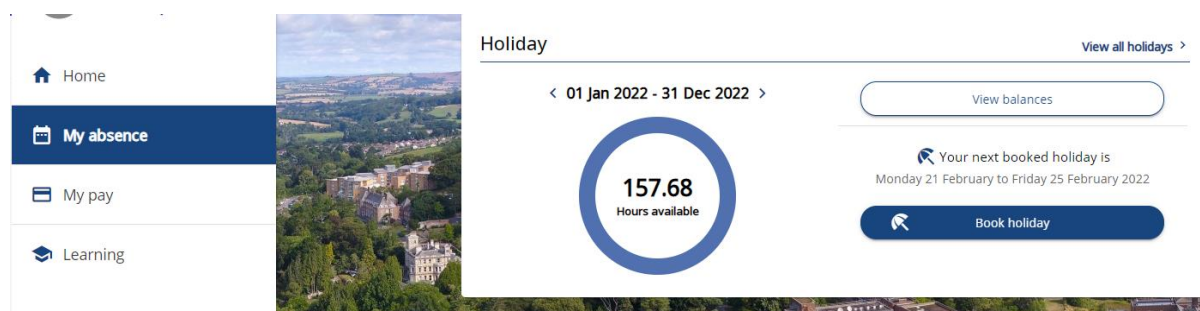 Home
My absence
My pay
Learning
Holiday
View all holidays >
< 01 Jan 2022 - 31 Dec 2022 >
157.68
Hours available
View balances
Your next booked holiday is
Monday 21 February to Friday 25 February 2022
Book holiday